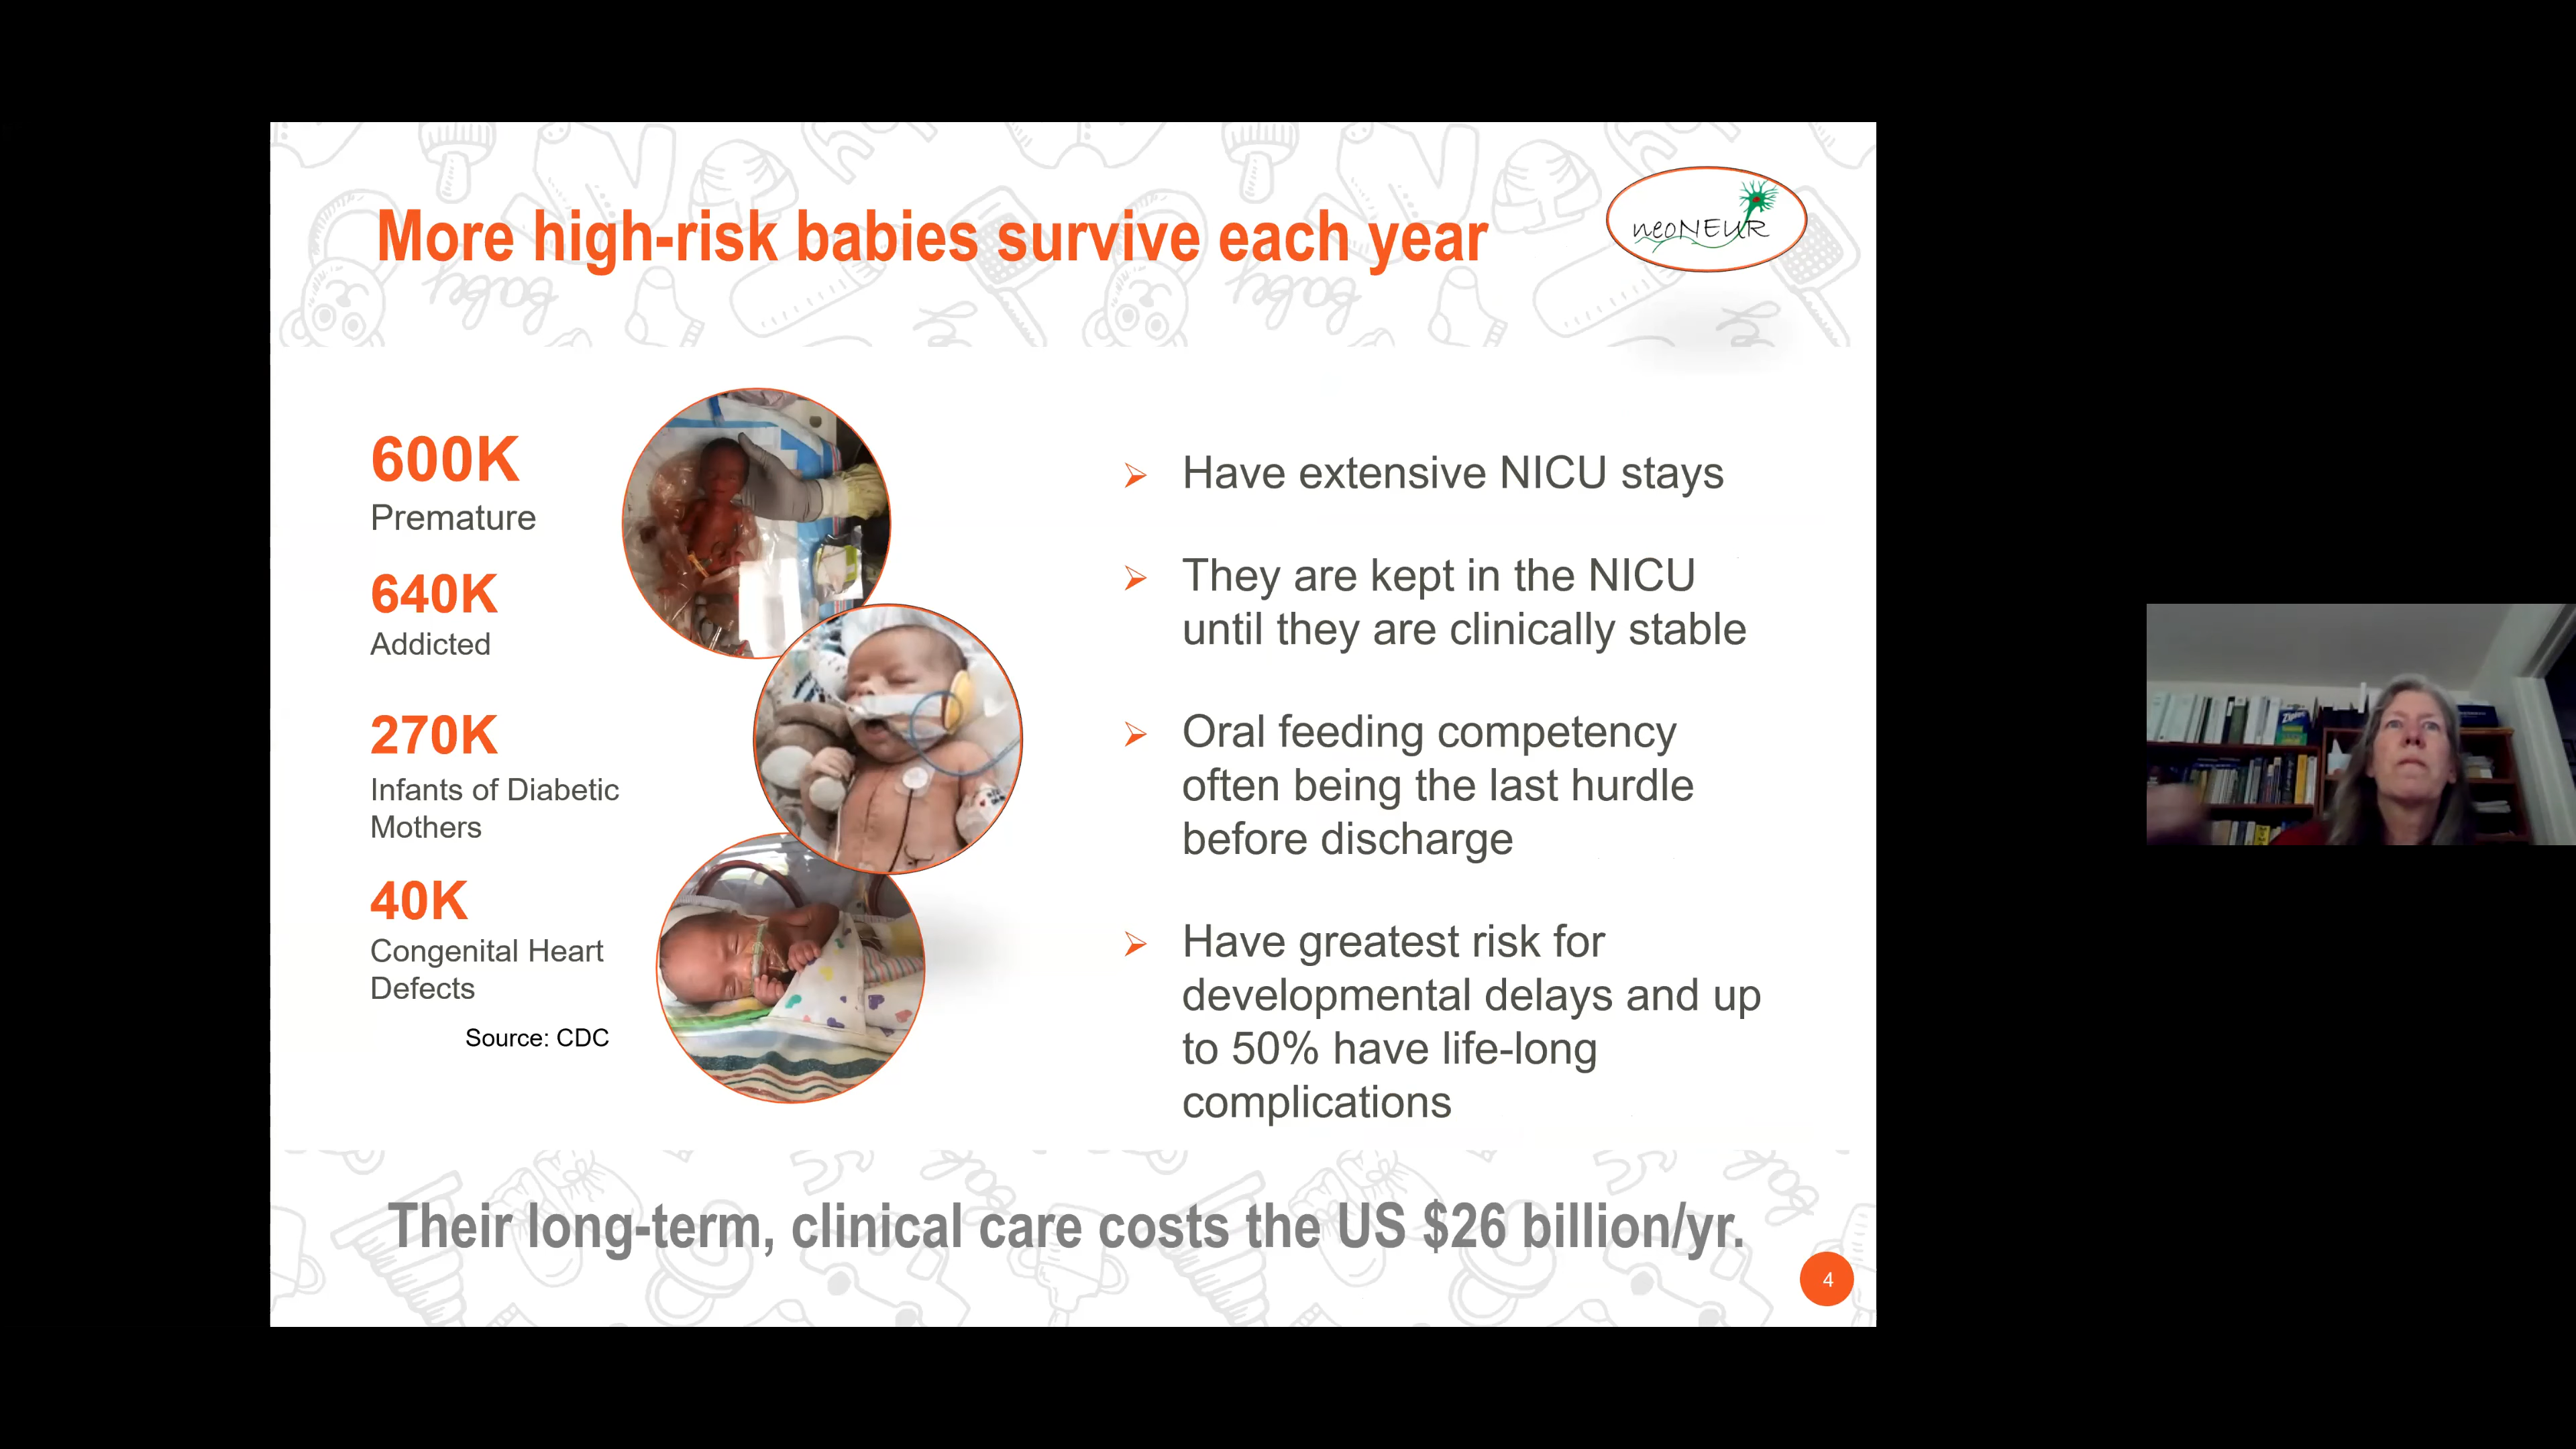 More high-risk babies survive each year
neoNEUR
600K
Premature
640K
Addicted
270K
Infants of Diabetic
Mothers
40K
Congenital Heart
Defects
Source: CDC
Have extensive NICU stays
They are kept in the NICU
until they are clinically stable
Oral feeding competency
often being the last hurdle
before discharge
Have greatest risk for
developmental delays and up
to 50% have life-long
complications
Their long-term, clinical care costs the US $26 billion/yr.
4
baby
baby
Ziploc